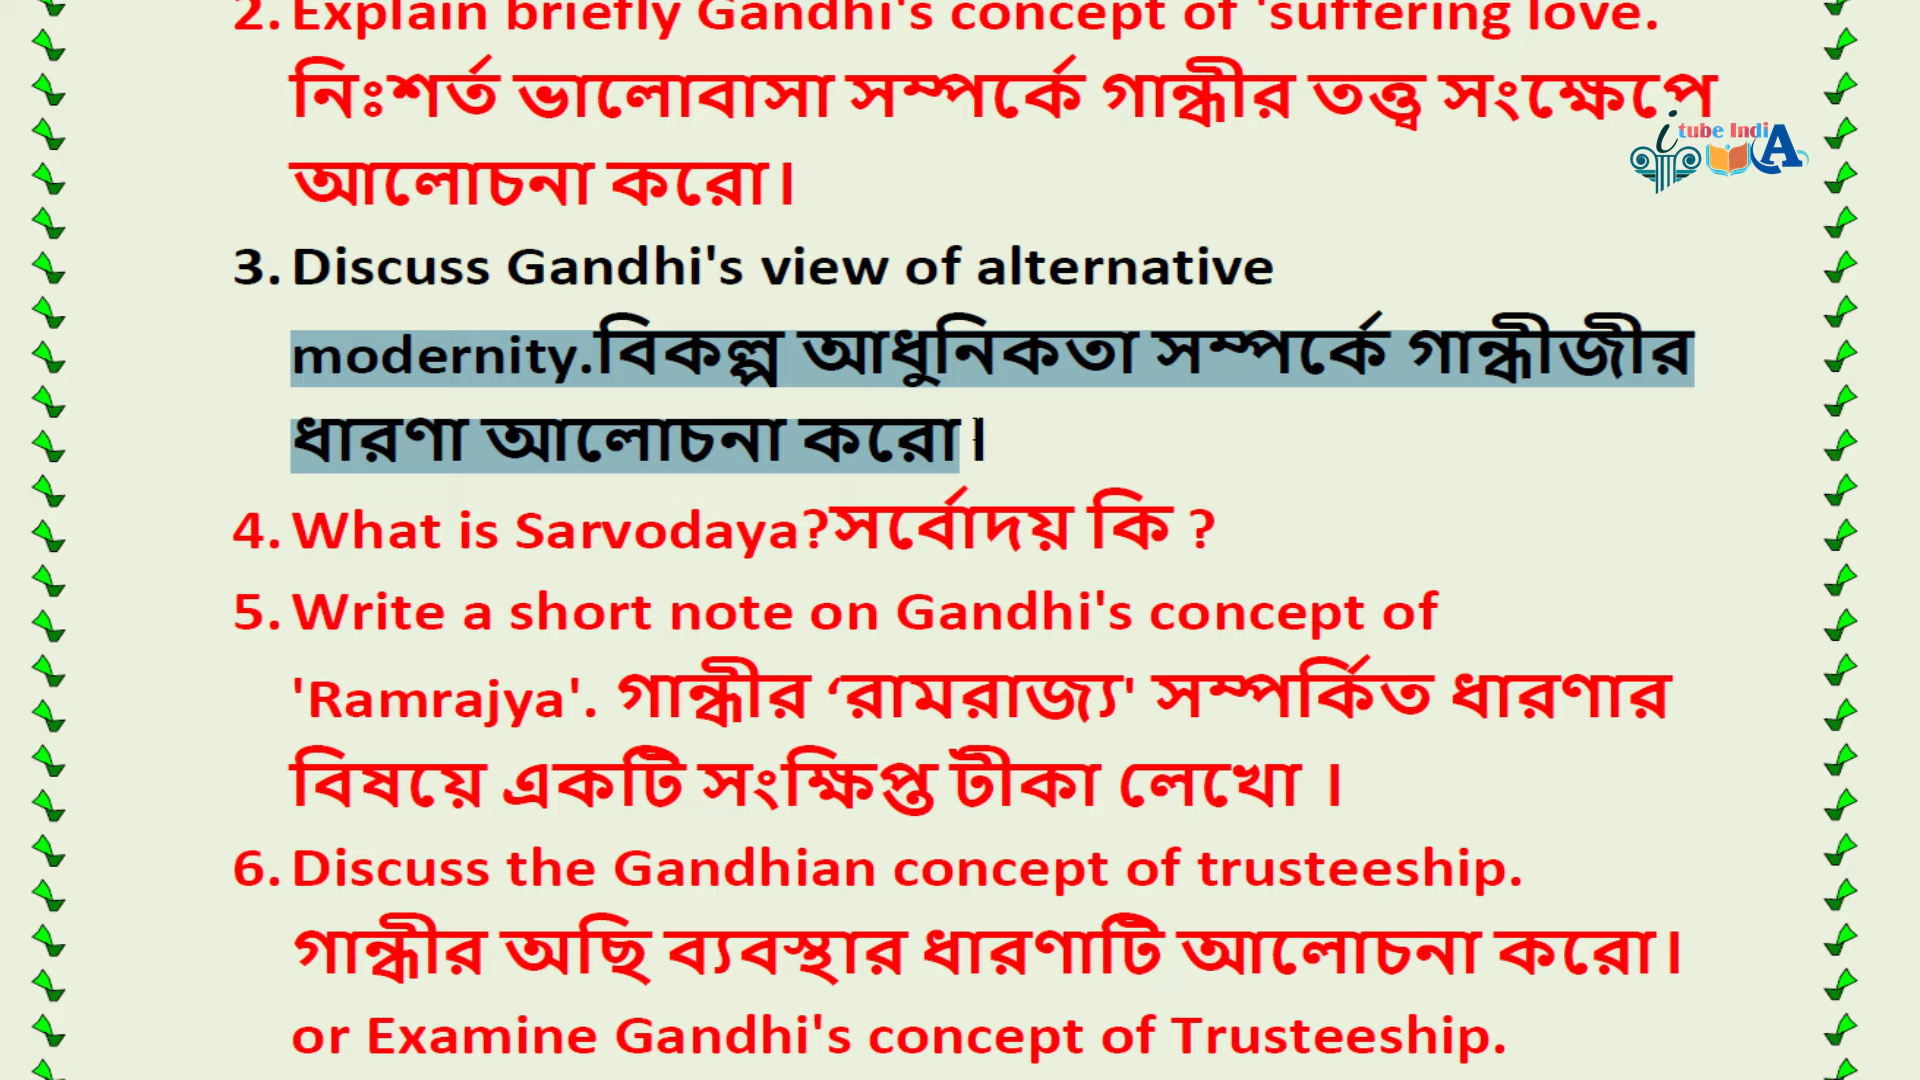 2. Explain briefly Gandhi's concept of 'suffering love.
নিঃশর্ত ভালোবাসা সম্পর্কে গান্ধীর তত্ত্ব সংক্ষেপে
আলোচনা করো।
i tube IndiA
3. Discuss Gandhi's view of alternative
modernity.বিকল্প আধুনিকতা সম্পর্কে গান্ধীজীর
ধারণা আলোচনা করো।
4. What is Sarvodaya?সর্বোদয় কি ?
5. Write a short note on Gandhi's concept of
'Ramrajya'. গান্ধীর ‘রামরাজ্য' সম্পর্কিত ধারণার
বিষয়ে একটি সংক্ষিপ্ত টীকা লেখো ।
6. Discuss the Gandhian concept of trusteeship.
গান্ধীর অছি ব্যবস্থার ধারণাটি আলোচনা করো।
or Examine Gandhi's concept of Trusteeship.